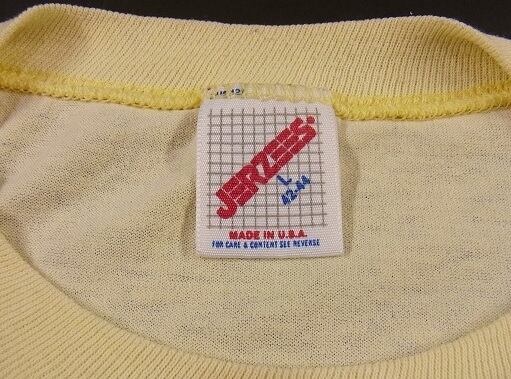 JERZEES®
L
42-44
MADE IN U.S.A.
FOR CARE & CONTENT SEE REVERSE